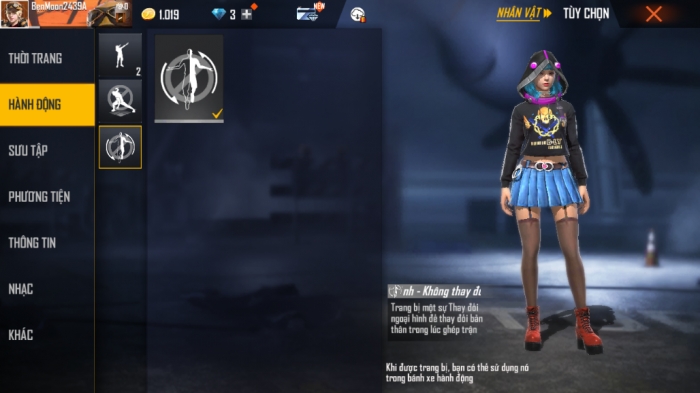 BenMoon2439A
1.019
3
NEW
NHÂN VẬT
TÙY CHỌN
THỜI TRANG
HÀNH ĐỘNG
SƯU TẬP
PHƯƠNG TIỆN
THÔNG TIN
NHẠC
KHÁC
2
nh - Không thay đổ
Trang bị một sự Thay đổi
ngoại hình để thay đổi bản
thân trong lúc ghép trận
Khi được trang bị, bạn có thể sử dụng nó
trong bánh xe hành động